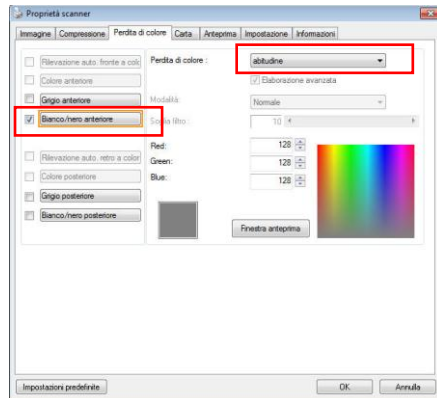 Proprietà scanner
Immagine Compressione Perdita di colore Carta Anteprima Impostazione Informazioni
Rilevazione auto. fronte a colo
Colore anteriore
Grigio anteriore
Bianco/nero anteriore
Rilevazione auto. retro a color
Colore posteriore
Grigio posteriore
Bianco/nero posteriore
Perdita di colore : abitudine
Elaborazione avanzata
Modalità: Normale
Soglia filtro: 10
Red: 128
Green: 128
Blue: 128
Finestra anteprima
Impostazioni predefinite OK Annulla